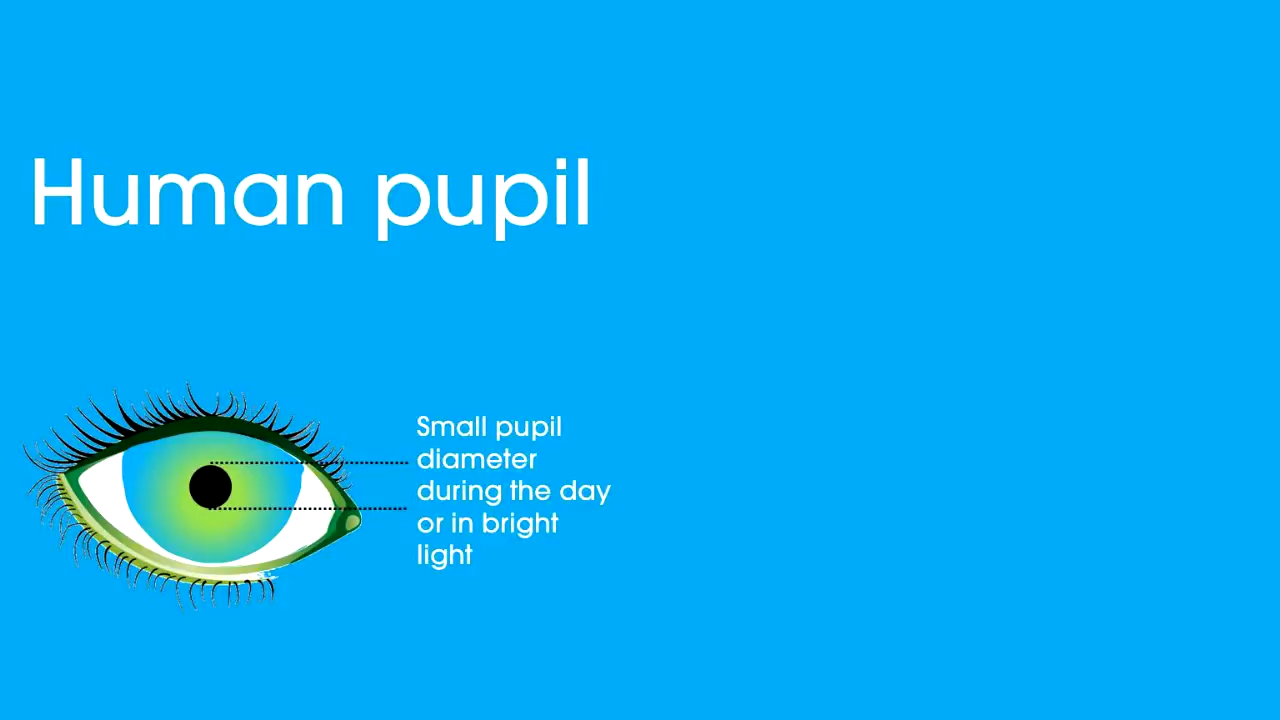 Human pupil
Small pupil
diameter
during the day
or in bright
light